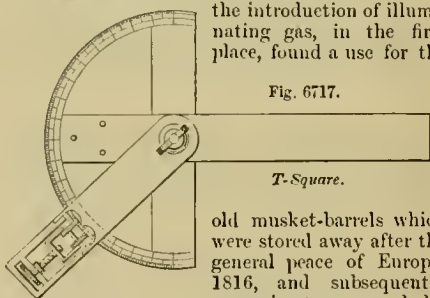 the introduction of illum
nating gas, in the fir
place, found a use for th
Fig. 6717.
T-Square.
old musket-barrels whic
were stored away after th
general peace of Europ
1816, and subsequent